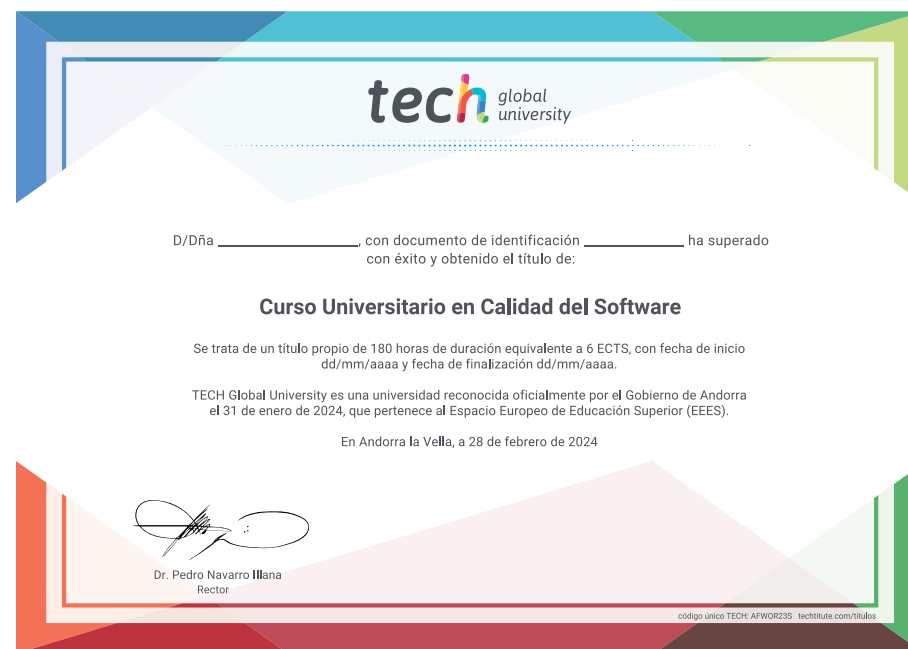 tech global
university
D/Dña ____________________, con documento de identificación ______________ ha superado
con éxito y obtenido el título de:
Curso Universitario en Calidad del Software
Se trata de un título propio de 180 horas de duración equivalente a 6 ECTS, con fecha de inicio
dd/mm/aaaa y fecha de finalización dd/mm/aaaa.
TECH Global University es una universidad reconocida oficialmente por el Gobierno de Andorra
el 31 de enero de 2024, que pertenece al Espacio Europeo de Educación Superior (EEES).
En Andorra la Vella, a 28 de febrero de 2024
Dr. Pedro Navarro Illana
Rector
código único TECH: AFWOR23S techtitute.com/titulos